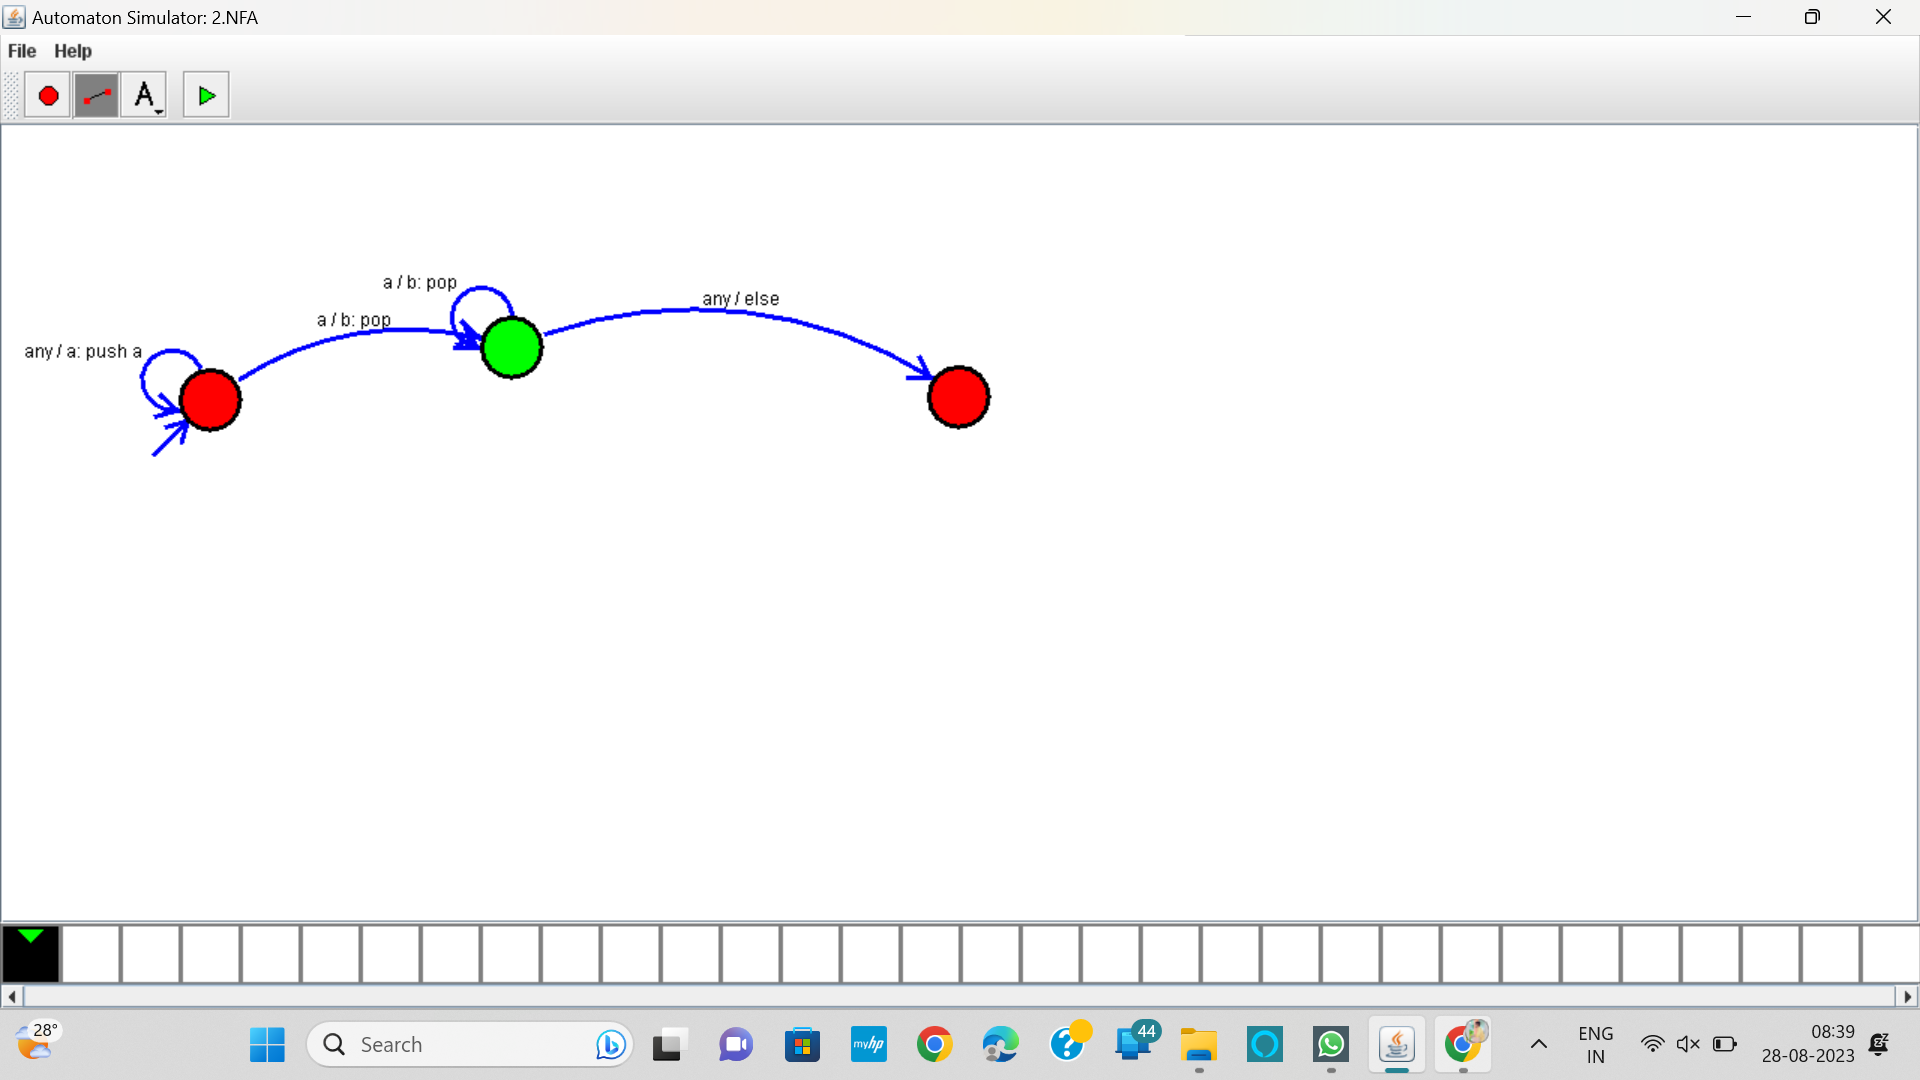 Automaton Simulator: 2.NFA
File Help
A
a / b: pop
any / else
a / b: pop
any / a: push a
28°
Search
myhp
44
ENG
IN
08:39
28-08-2023